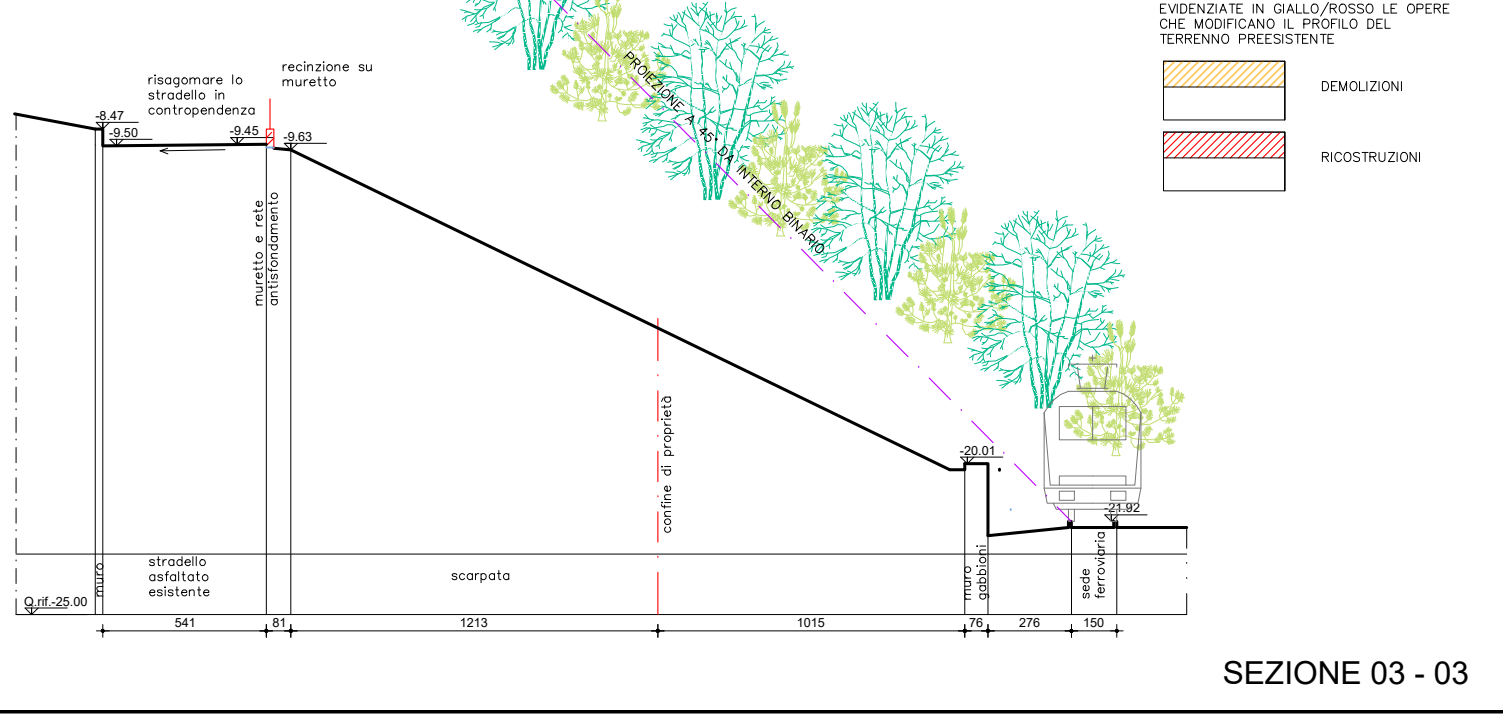 EVIDENZIATE IN GIALLO/ROSSO LE OPERE
CHE MODIFICANO IL PROFILO DEL
TERRENNO PREESISTENTE
DEMOLIZIONI
RICOSTRUZIONI
recinzione su
muretto
risagomare lo
stradello in
contropendenza
-8.47
-9.50
-9.45
-9.63
PROIEZIONE A 45° DA INTERNO BINARIO
muretto e rete
antisfondamento
confine di proprietà
-20.01
-21.92
muro
stradello
asfaltato
esistente
scarpata
muro
gabbioni
sede
ferroviaria
Q.rif.-25.00
541
81
1213
1015
76
276
150
SEZIONE 03 - 03